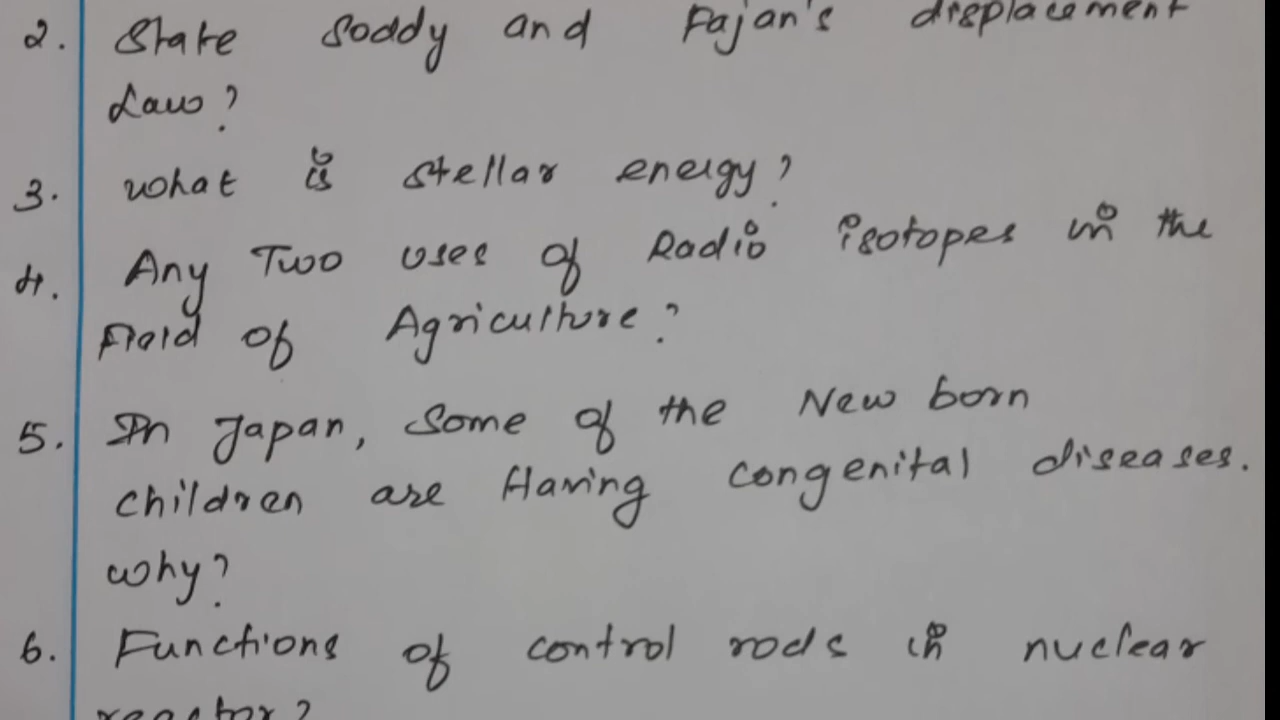 2. State Soddy and Fajan's displacement
Law?
3. what is stellar energy?
4. Any Two uses of Radio isotopes in the
Field of Agriculture?
5. In Japan, Some of the New born
children are Having congenital diseases.
why?
6. Functions of control rods in nuclear
reactor?